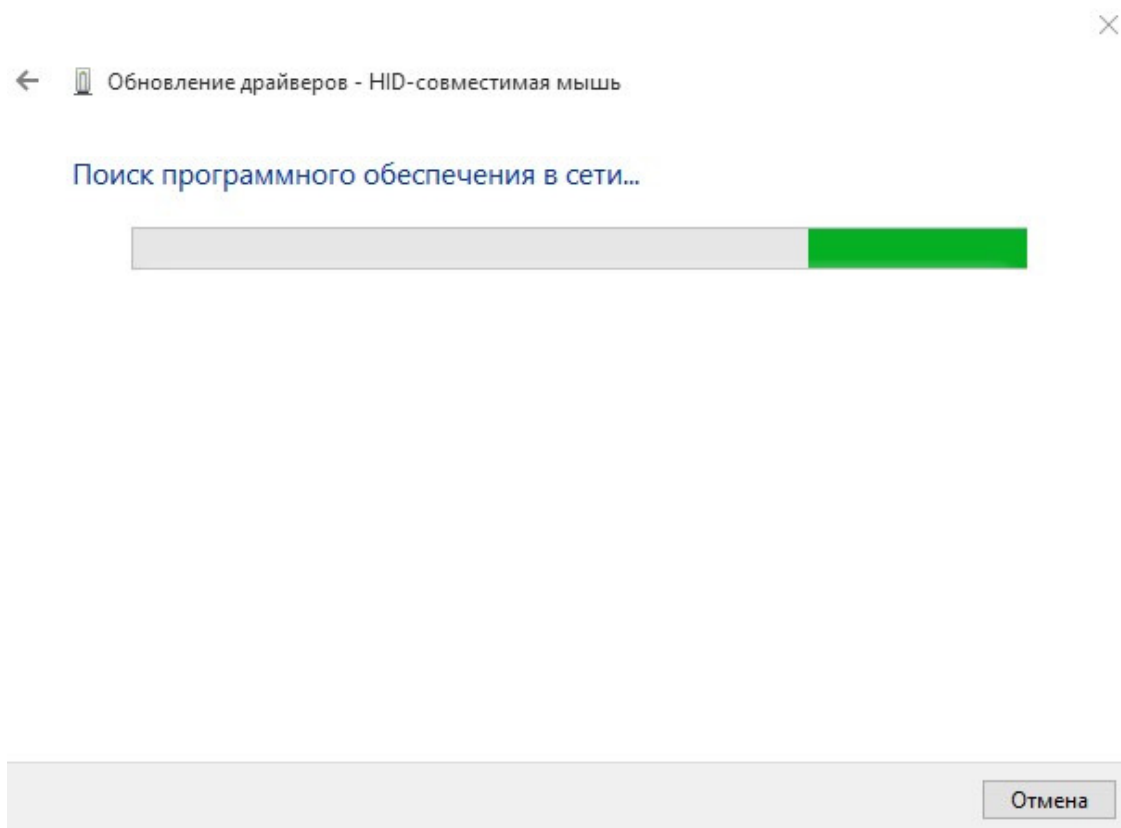 Обновление драйверов - HID-совместимая мышь
Поиск программного обеспечения в сети...
Отмена